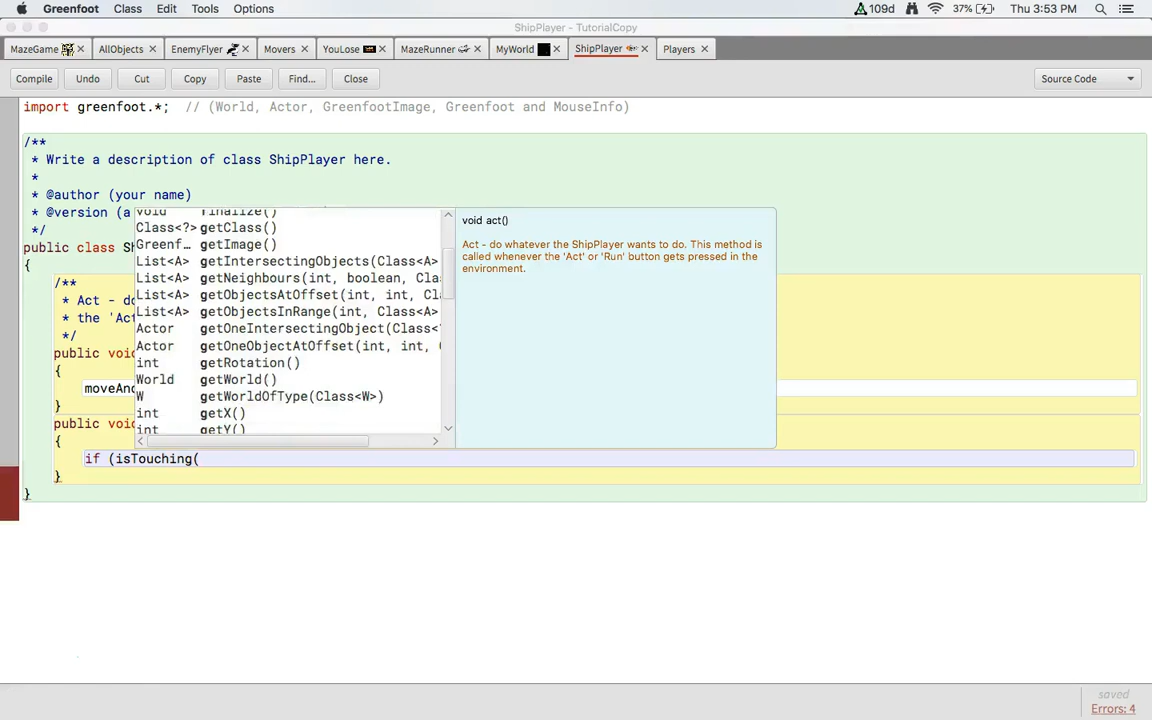 Greenfoot Class Edit Tools Options 109d 37% Thu 3:53 PM
ShipPlayer - TutorialCopy
MazeGame AllObjects EnemyFlyer Movers YouLose MazeRunner MyWorld ShipPlayer Players
Compile Undo Cut Copy Paste Find... Close Source Code
import greenfoot.*; // (World, Actor, GreenfootImage, Greenfoot and MouseInfo)
/**
* Write a description of class ShipPlayer here.
*
* @author (your name)
* @version (a
*/
public class Sh
{
/**
* Act - do
* the 'Act
*/
public voi
{
moveAnd
}
public voi
{
if (isTouching(
}
}
void finalize()
Class<?> getClass()
Greenf… getImage()
List<A> getIntersectingObjects(Class<A>
List<A> getNeighbours(int, boolean, Cla
List<A> getObjectsAtOffset(int, int, Cl
List<A> getObjectsInRange(int, Class<A>
Actor getOneIntersectingObject(Class<?
Actor getOneObjectAtOffset(int, int, C
int getRotation()
World getWorld()
W getWorldOfType(Class<W>)
int getX()
int getY()
void act()
Act - do whatever the ShipPlayer wants to do. This method is
called whenever the 'Act' or 'Run' button gets pressed in the
environment.
saved
Errors: 4